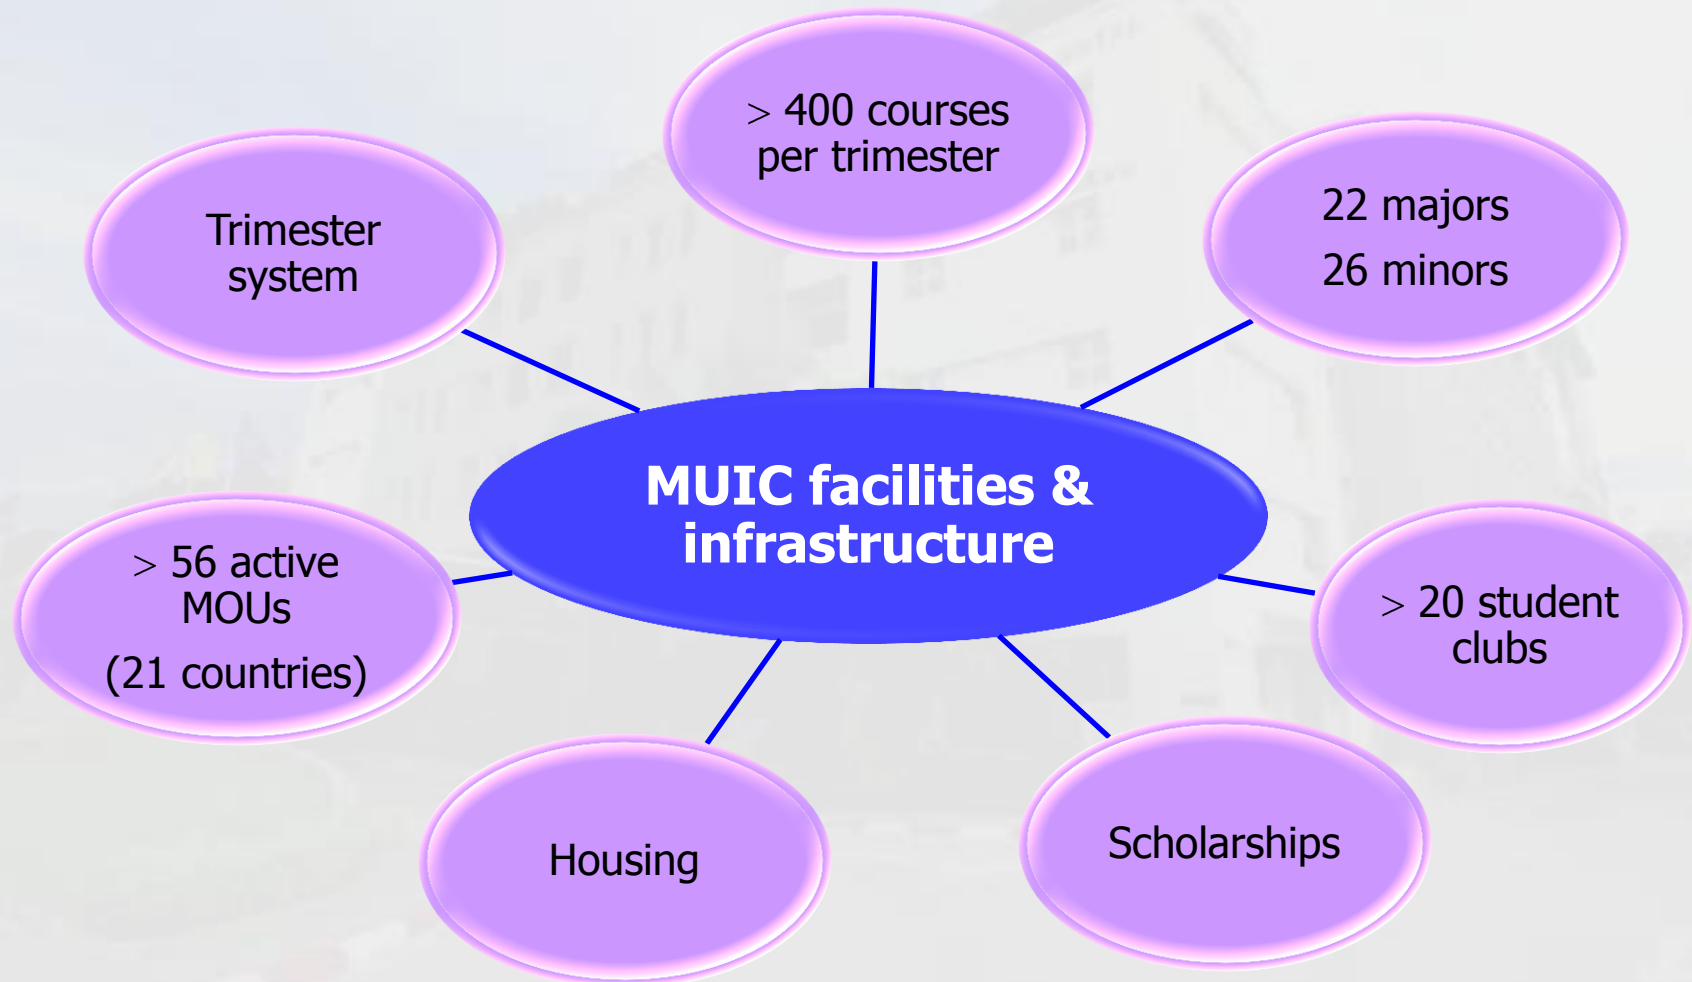 > 400 courses
per trimester
Trimester
system
22 majors
26 minors
MUIC facilities &
infrastructure
> 56 active
MOUs
(21 countries)
> 20 student
clubs
Housing
Scholarships